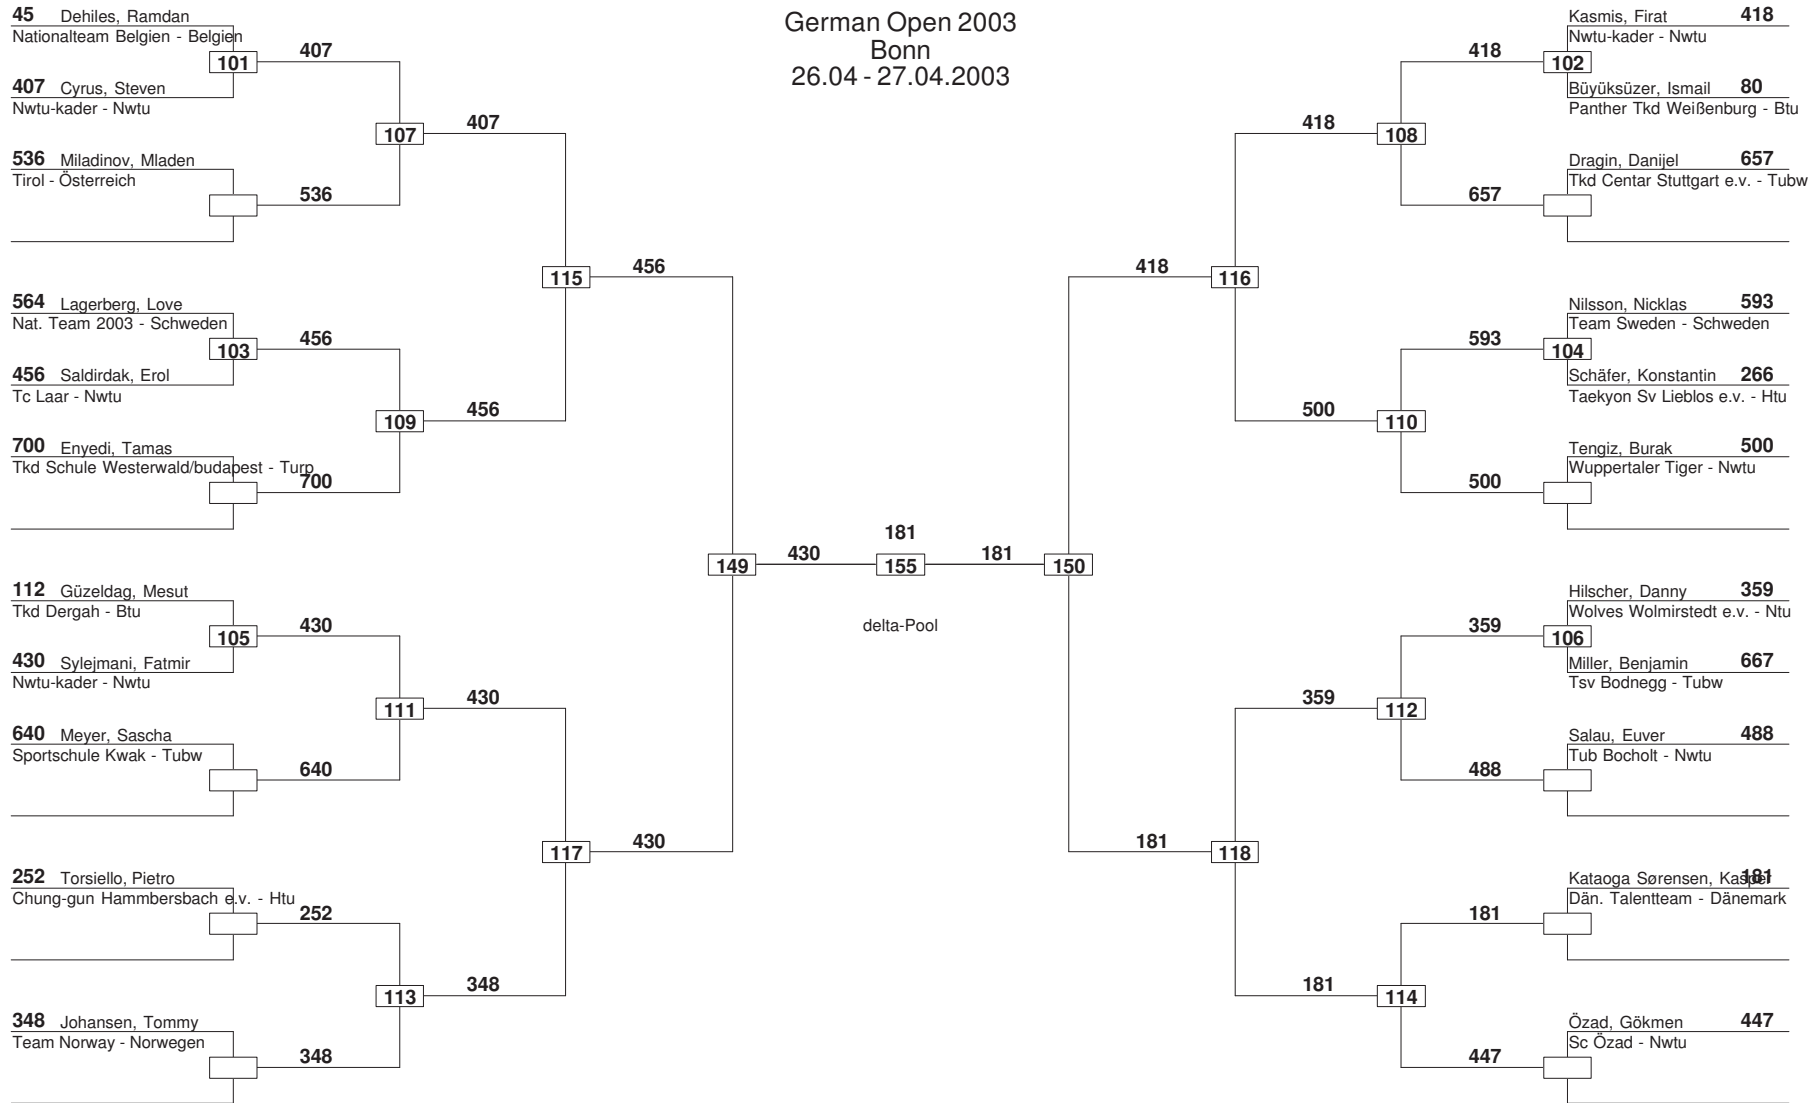 German Open 2003
Bonn
26.04 - 27.04.2003
45 Dehiles, Ramdan
Nationalteam Belgien - Belgien
101
407
407 Cyrus, Steven
Nwtu-kader - Nwtu
107
407
536 Miladinov, Mladen
Tirol - Österreich
536
115
456
564 Lagerberg, Love
Nat. Team 2003 - Schweden
103
456
456 Saldirdak, Erol
Tc Laar - Nwtu
109
456
700 Enyedi, Tamas
Tkd Schule Westerwald/budapest - Turp
700
149
430
112 Güzeldag, Mesut
Tkd Dergah - Btu
105
430
430 Sylejmani, Fatmir
Nwtu-kader - Nwtu
111
430
640 Meyer, Sascha
Sportschule Kwak - Tubw
640
117
430
252 Torsiello, Pietro
Chung-gun Hammbersbach e.v. - Htu
252
113
348
348 Johansen, Tommy
Team Norway - Norwegen
348
181
155
delta-Pool
181
150
Kasmis, Firat 418
Nwtu-kader - Nwtu
418
102
Büyüksüzer, Ismail 80
Panther Tkd Weißenburg - Btu
418
108
Dragin, Danijel 657
Tkd Centar Stuttgart e.v. - Tubw
657
418
116
Nilsson, Nicklas 593
Team Sweden - Schweden
593
104
Schäfer, Konstantin 266
Taekyon Sv Lieblos e.v. - Htu
500
110
Tengiz, Burak 500
Wuppertaler Tiger - Nwtu
500
Hilscher, Danny 359
Wolves Wolmirstedt e.v. - Ntu
359
106
Miller, Benjamin 667
Tsv Bodnegg - Tubw
359
112
Salau, Euver 488
Tub Bocholt - Nwtu
488
181
118
Kataoga Sørensen, Kasper 181
Dän. Talentteam - Dänemark
181
181
114
Özad, Gökmen 447
Sc Özad - Nwtu
447